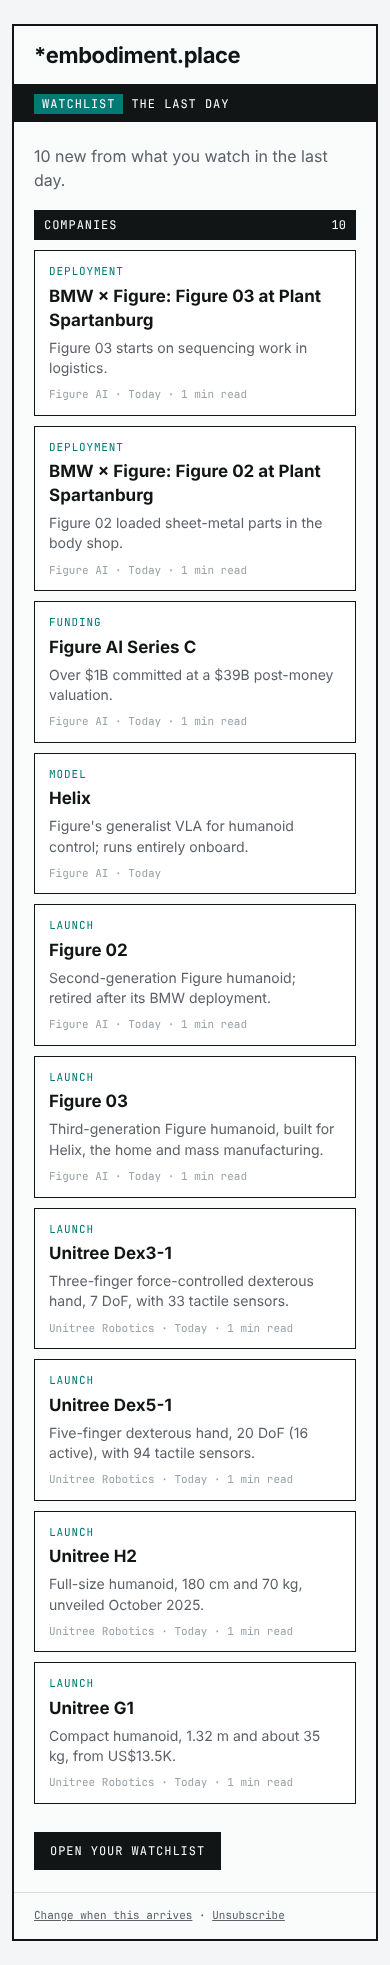 *embodiment.place
WATCHLIST THE LAST DAY
10 new from what you watch in the last
day.
COMPANIES 10
DEPLOYMENT
BMW × Figure: Figure 03 at Plant
Spartanburg
Figure 03 starts on sequencing work in
logistics.
Figure AI · Today · 1 min read
DEPLOYMENT
BMW × Figure: Figure 02 at Plant
Spartanburg
Figure 02 loaded sheet-metal parts in the
body shop.
Figure AI · Today · 1 min read
FUNDING
Figure AI Series C
Over $1B committed at a $39B post-money
valuation.
Figure AI · Today · 1 min read
MODEL
Helix
Figure's generalist VLA for humanoid
control; runs entirely onboard.
Figure AI · Today
LAUNCH
Figure 02
Second-generation Figure humanoid;
retired after its BMW deployment.
Figure AI · Today · 1 min read
LAUNCH
Figure 03
Third-generation Figure humanoid, built for
Helix, the home and mass manufacturing.
Figure AI · Today · 1 min read
LAUNCH
Unitree Dex3-1
Three-finger force-controlled dexterous
hand, 7 DoF, with 33 tactile sensors.
Unitree Robotics · Today · 1 min read
LAUNCH
Unitree Dex5-1
Five-finger dexterous hand, 20 DoF (16
active), with 94 tactile sensors.
Unitree Robotics · Today · 1 min read
LAUNCH
Unitree H2
Full-size humanoid, 180 cm and 70 kg,
unveiled October 2025.
Unitree Robotics · Today · 1 min read
LAUNCH
Unitree G1
Compact humanoid, 1.32 m and about 35
kg, from US$13.5K.
Unitree Robotics · Today · 1 min read
OPEN YOUR WATCHLIST
Change when this arrives · Unsubscribe